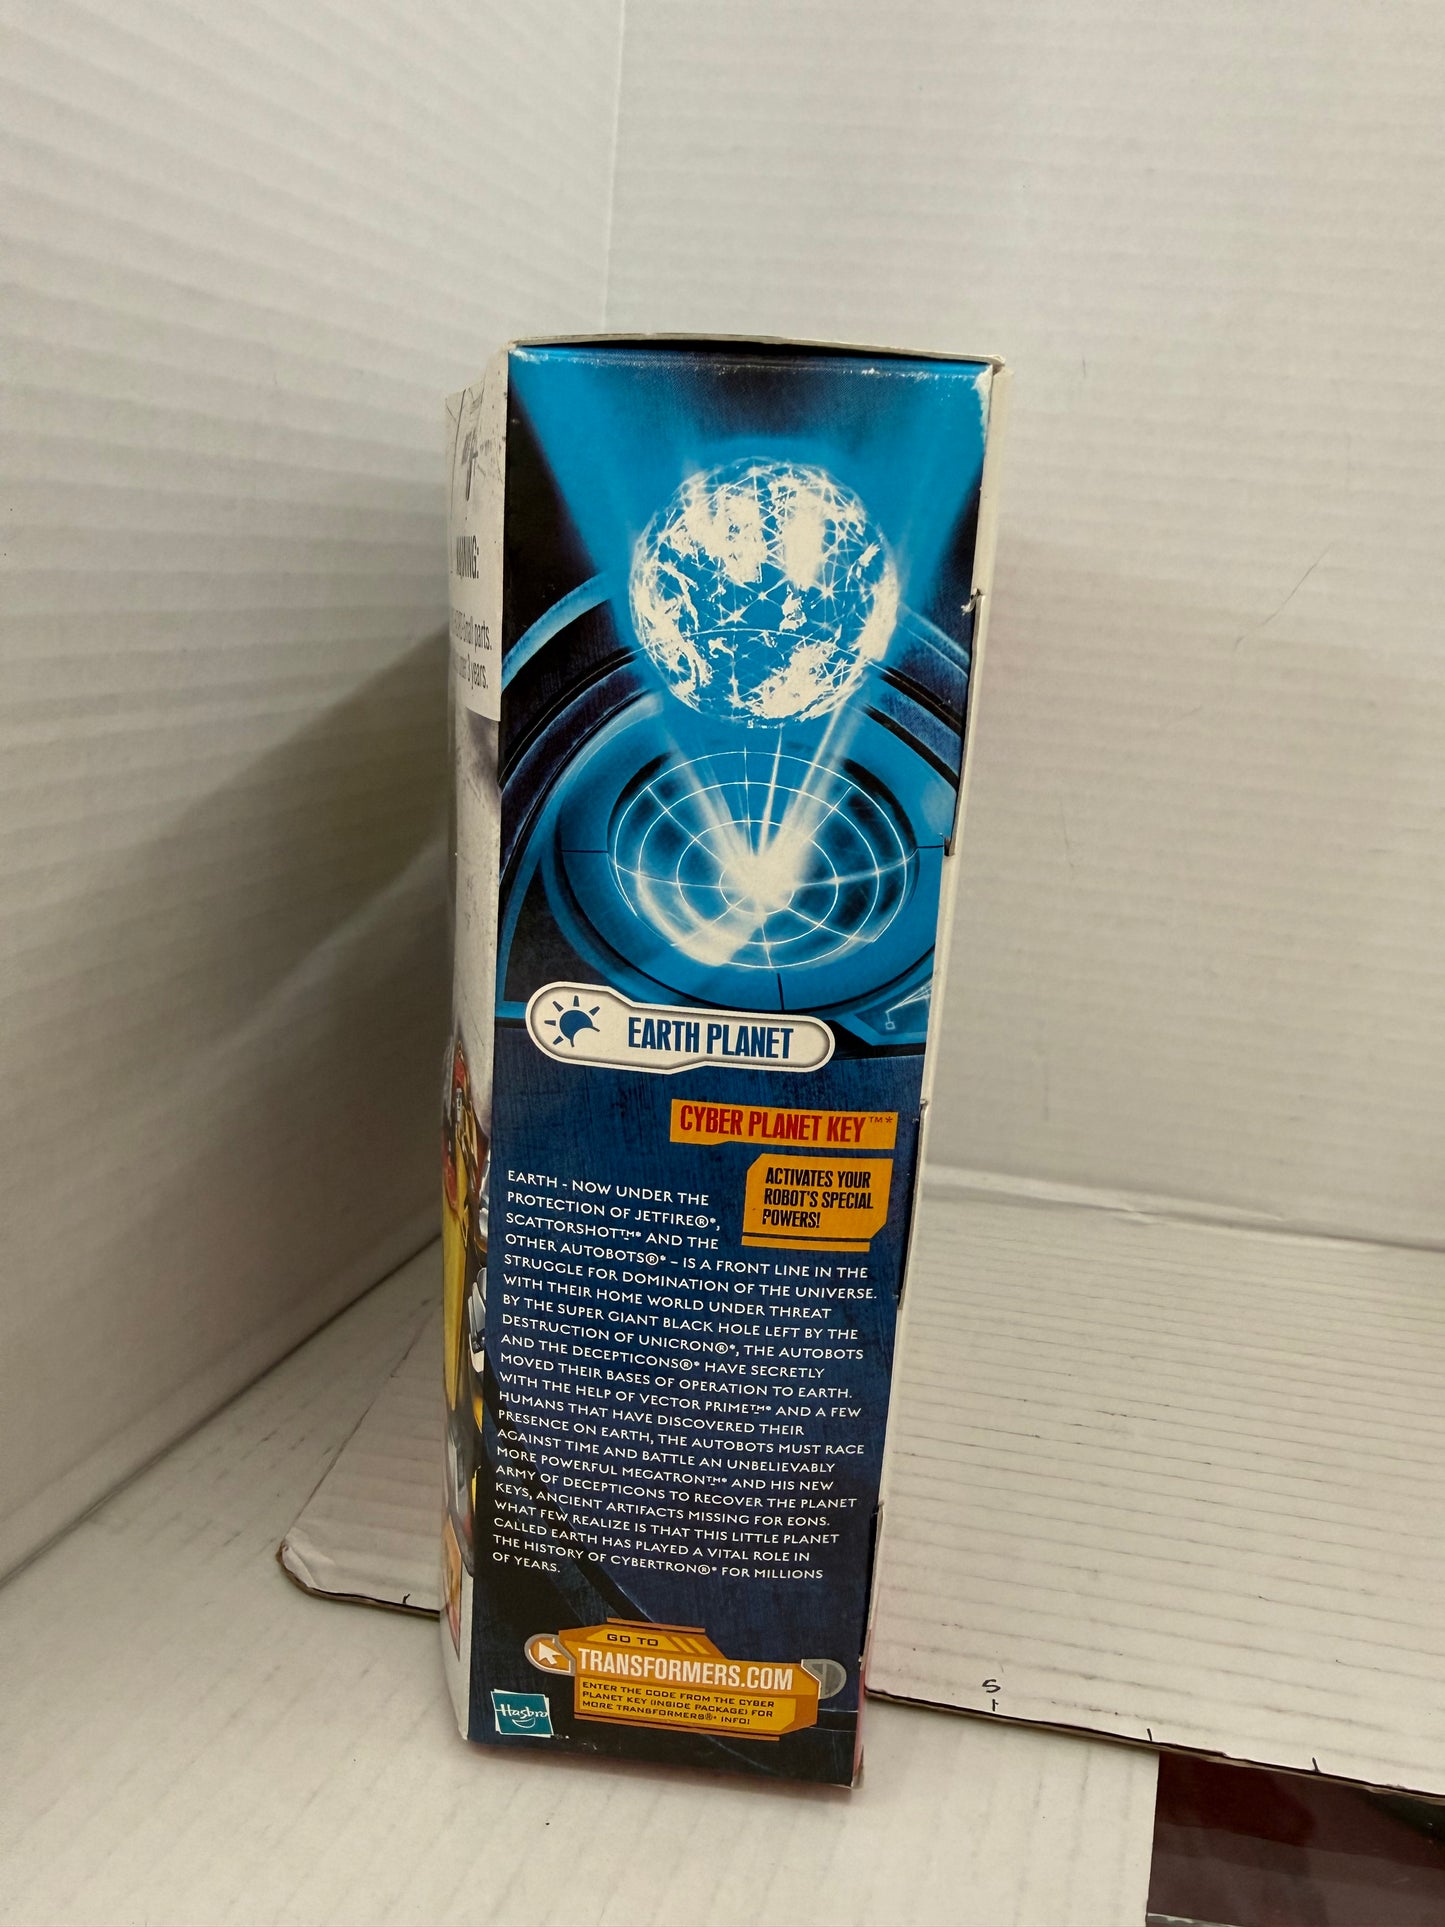 WARNING:
small parts.
3 years.
EARTH PLANET
CYBER PLANET KEY™*
ACTIVATES YOUR
ROBOT'S SPECIAL
POWERS!
EARTH - NOW UNDER THE
PROTECTION OF JETFIRE®*,
SCATTORSHOT™* AND THE
OTHER AUTOBOTS®* – IS A FRONT LINE IN THE
STRUGGLE FOR DOMINATION OF THE UNIVERSE.
WITH THEIR HOME WORLD UNDER THREAT
BY THE SUPER GIANT BLACK HOLE LEFT BY THE
DESTRUCTION OF UNICRON®*, THE AUTOBOTS
AND THE DECEPTICONS®* HAVE SECRETLY
MOVED THEIR BASES OF OPERATION TO EARTH.
WITH THE HELP OF VECTOR PRIME™* AND A FEW
HUMANS THAT HAVE DISCOVERED THEIR
PRESENCE ON EARTH, THE AUTOBOTS MUST RACE
AGAINST TIME AND BATTLE AN UNBELIEVABLY
MORE POWERFUL MEGATRON™* AND HIS NEW
ARMY OF DECEPTICONS TO RECOVER THE PLANET
KEYS, ANCIENT ARTIFACTS MISSING FOR EONS.
WHAT FEW REALIZE IS THAT THIS LITTLE PLANET
CALLED EARTH HAS PLAYED A VITAL ROLE IN
THE HISTORY OF CYBERTRON®* FOR MILLIONS
OF YEARS.
GO TO
TRANSFORMERS.COM
ENTER THE CODE FROM THE CYBER
PLANET KEY (INSIDE PACKAGE) FOR
MORE TRANSFORMERS®* INFO!
Hasbro
5